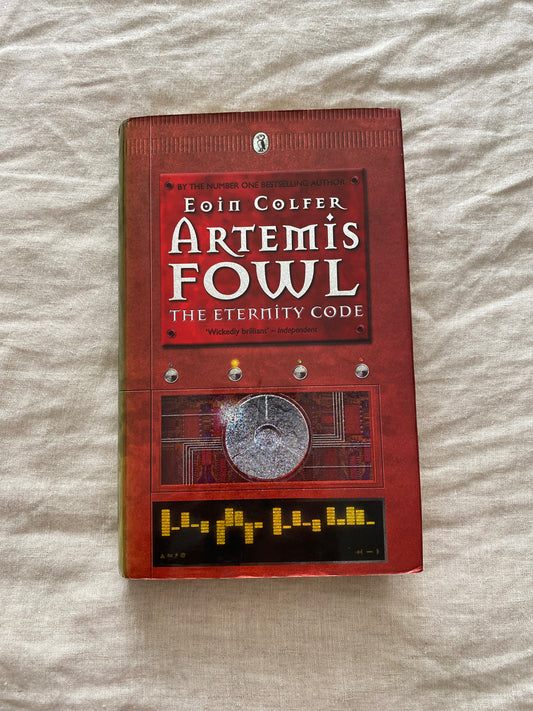 BY THE NUMBER ONE BESTSELLING AUTHOR
EOIN COLFER
ARTEMIS
FOWL
THE ETERNITY CODE
'Wickedly brilliant' – Independent